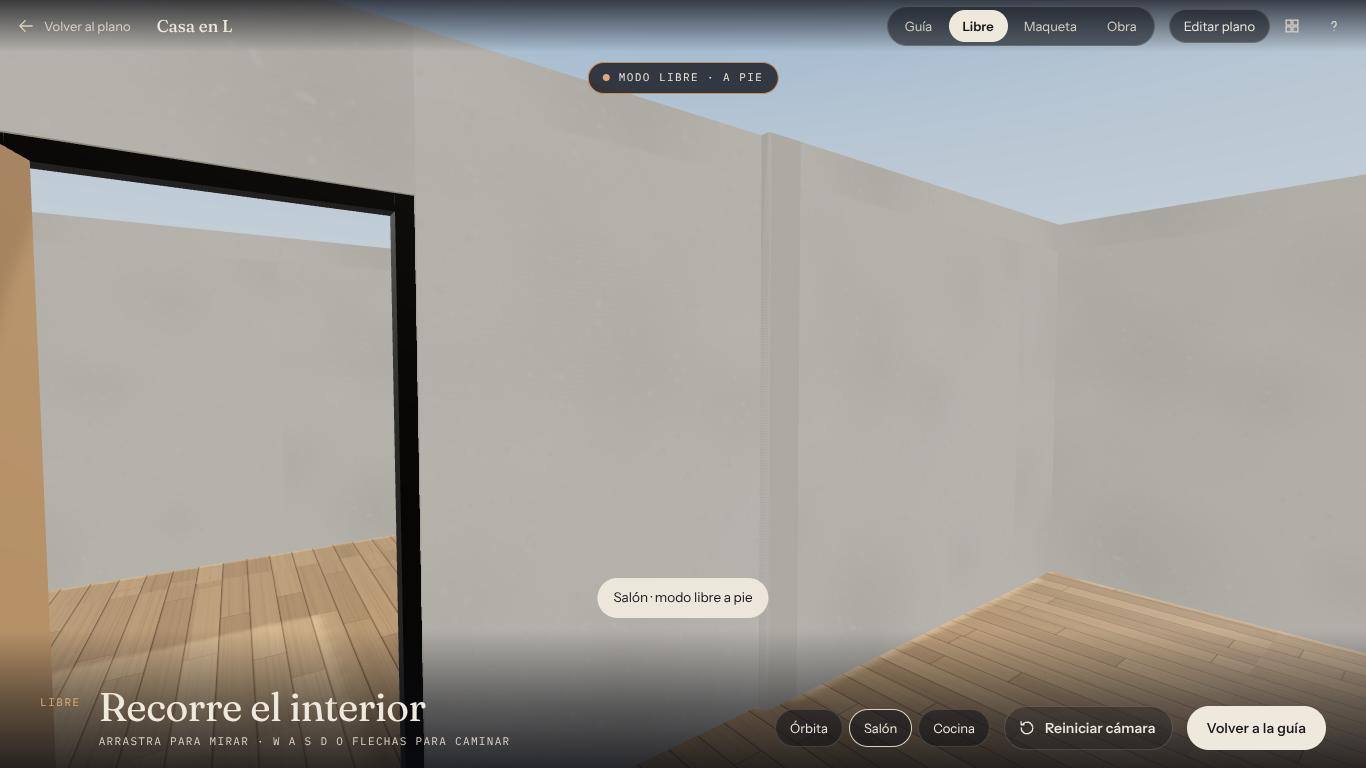 Volver al plano
Casa en L
Guía
Libre
Maqueta
Obra
Editar plano
?
MODO LIBRE · A PIE
Salón · modo libre a pie
LIBRE
Recorre el interior
ARRASTRA PARA MIRAR · W A S D O FLECHAS PARA CAMINAR
Órbita
Salón
Cocina
Reiniciar cámara
Volver a la guía